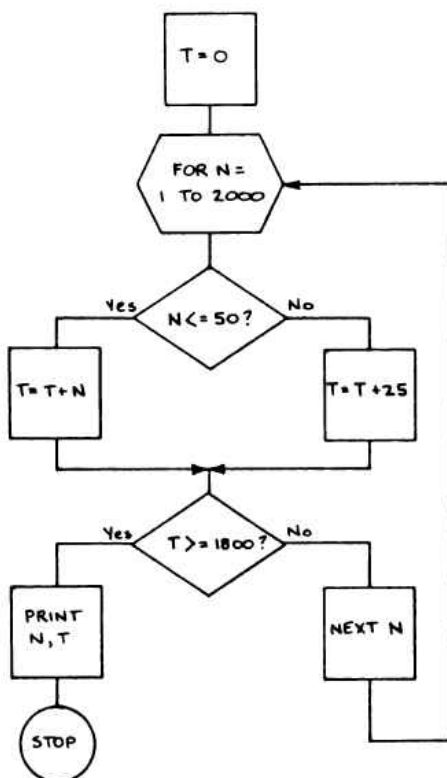 T=0
FOR N=
1 TO 2000
Yes
N<=50?
No
T=T+N
T=T+25
Yes
T>=1800?
No
PRINT
N,T
NEXT N
STOP